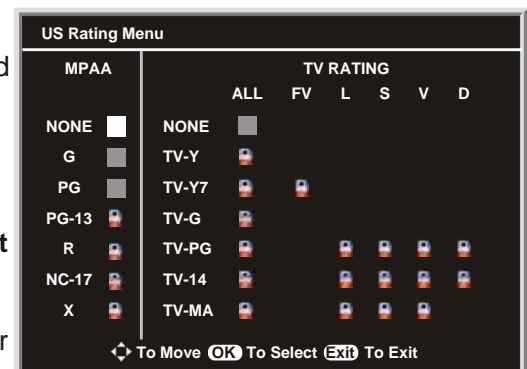 US Rating Menu
MPAA TV RATING
ALL FV L S V D
NONE NONE
G TV-Y
PG TV-Y7
PG-13 TV-G
R TV-PG
NC-17 TV-14
X TV-MA
To Move OK To Select Exit To Exit